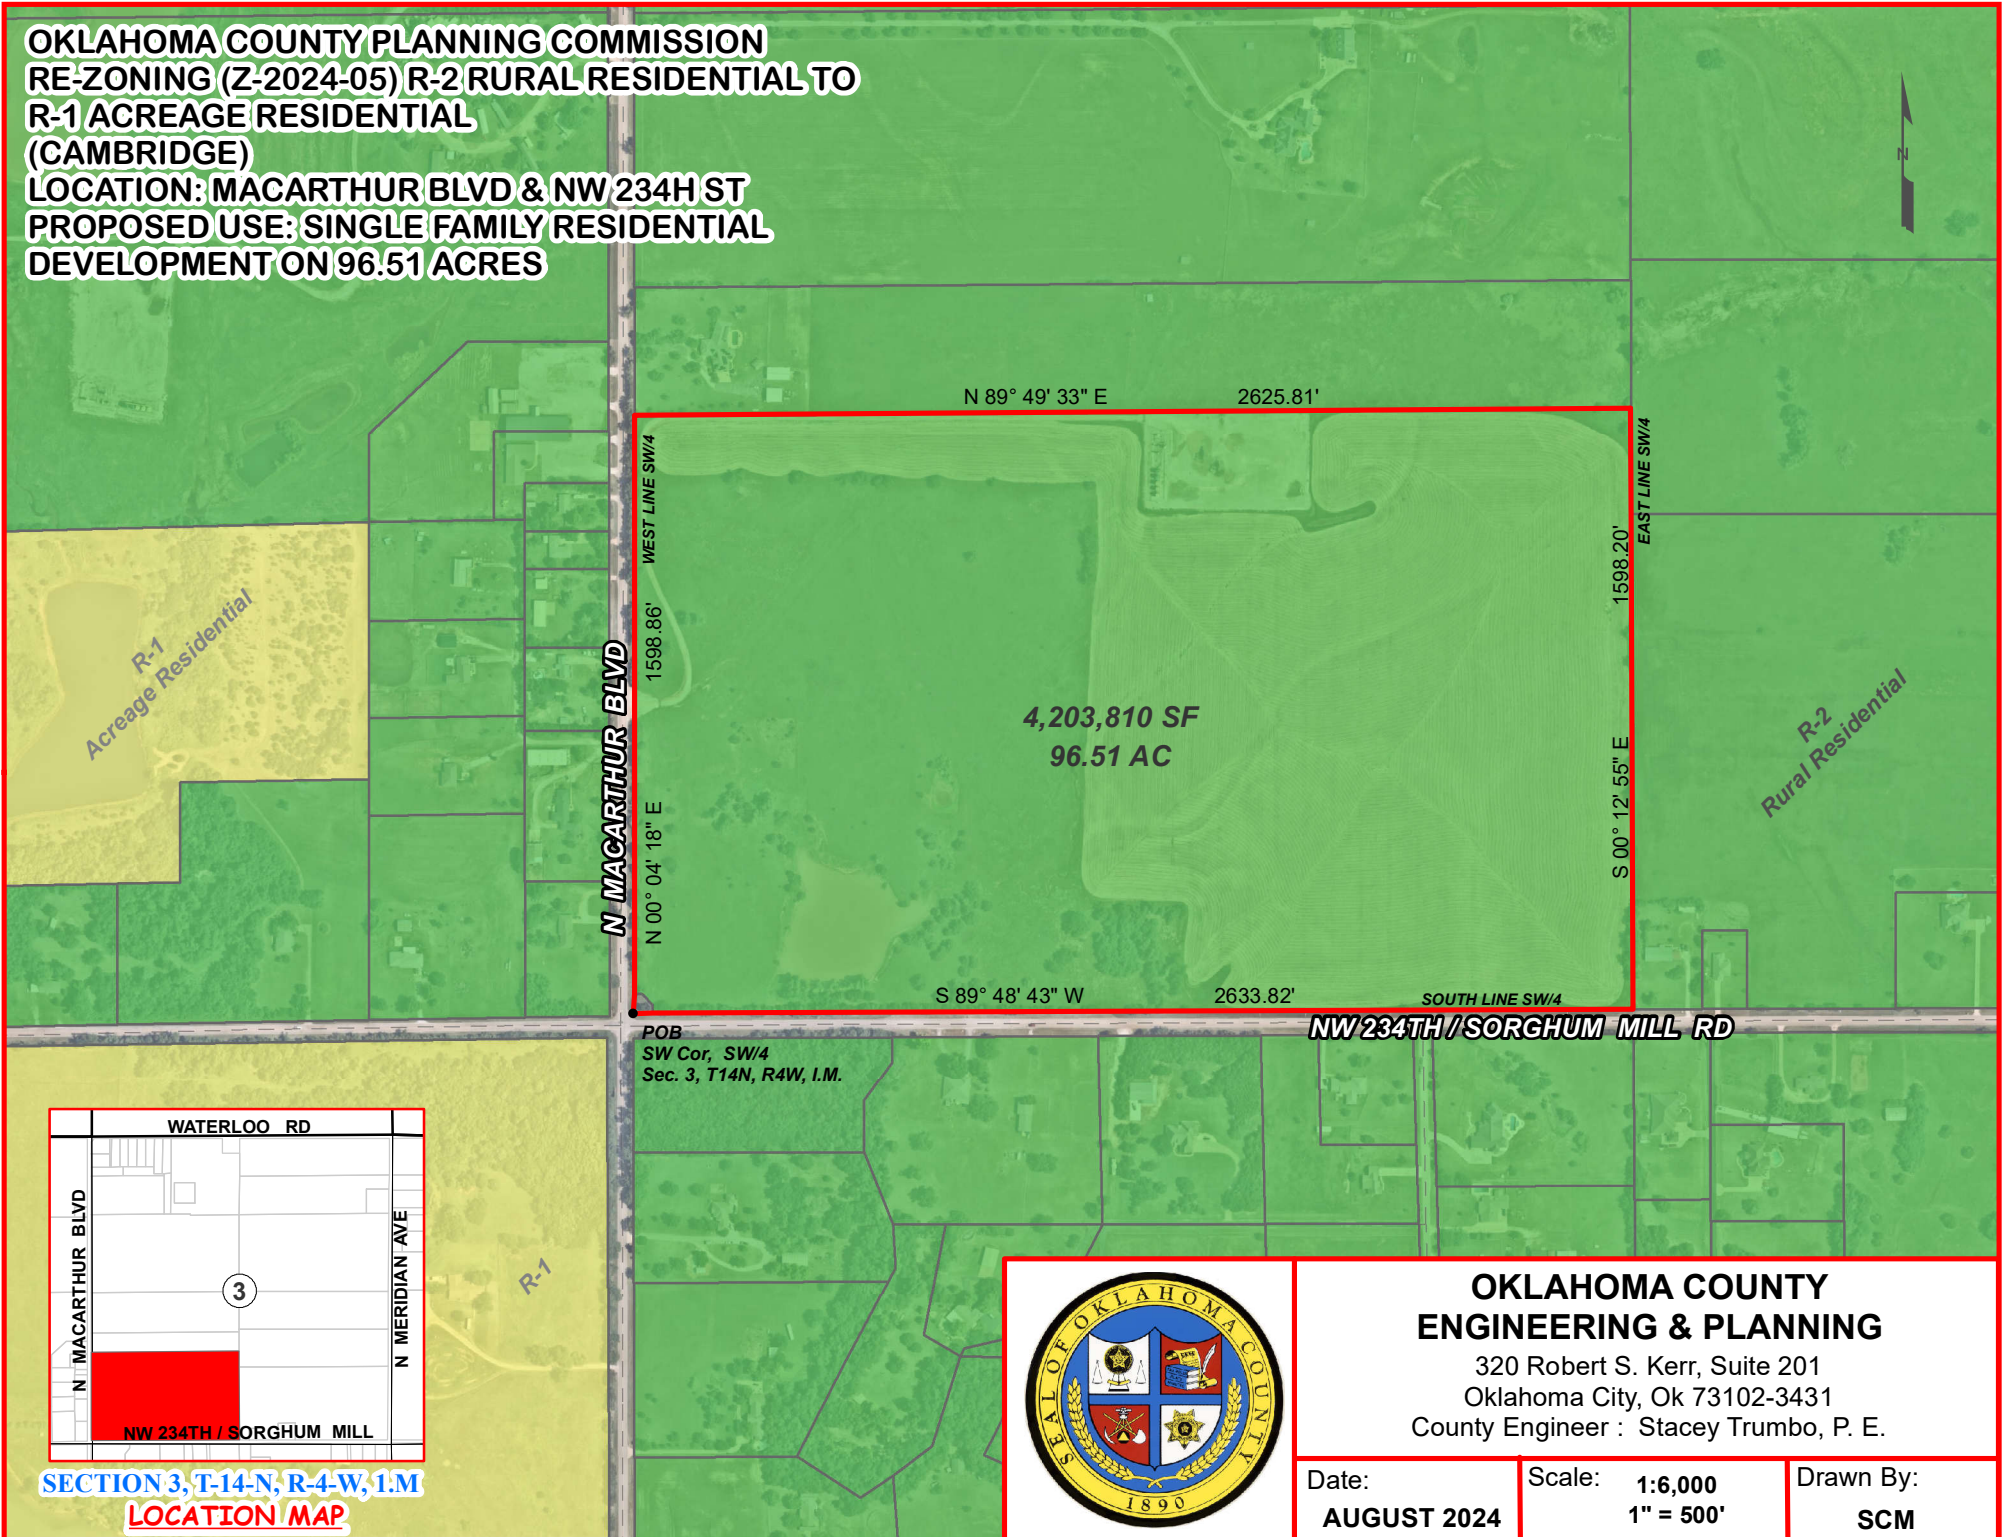 OKLAHOMA COUNTY PLANNING COMMISSION
RE-ZONING (Z-2024-05) R-2 RURAL RESIDENTIAL TO
R-1 ACREAGE RESIDENTIAL
(CAMBRIDGE)
LOCATION: MACARTHUR BLVD & NW 234H ST
PROPOSED USE: SINGLE FAMILY RESIDENTIAL
DEVELOPMENT ON 96.51 ACRES
N
N 89° 49' 33" E 2625.81'
WEST LINE SW/4
1598.86'
N 00° 04' 18" E
N MACARTHUR BLVD
EAST LINE SW/4
1598.20'
S 00° 12' 55" E
R-1
Acreage Residential
4,203,810 SF
96.51 AC
R-2
Rural Residential
S 89° 48' 43" W 2633.82'
SOUTH LINE SW/4
NW 234TH / SORGHUM MILL RD
POB
SW Cor, SW/4
Sec. 3, T14N, R4W, I.M.
R-1
WATERLOO RD
N MACARTHUR BLVD
N MERIDIAN AVE
3
NW 234TH / SORGHUM MILL
SECTION 3, T-14-N, R-4-W, 1.M
LOCATION MAP
SEAL OF OKLAHOMA COUNTY
1890
OKLAHOMA COUNTY
ENGINEERING & PLANNING
320 Robert S. Kerr, Suite 201
Oklahoma City, Ok 73102-3431
County Engineer : Stacey Trumbo, P. E.
Date:
AUGUST 2024
Scale:
1:6,000
1" = 500'
Drawn By:
SCM